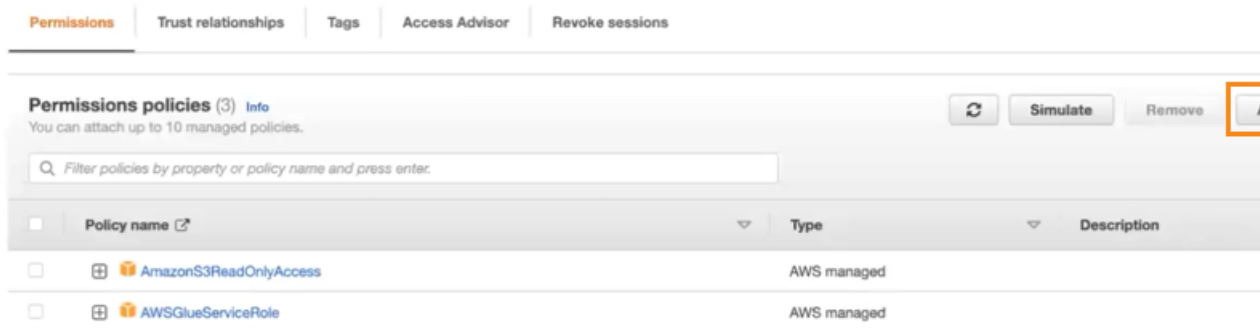 Permissions Trust relationships Tags Access Advisor Revoke sessions
Permissions policies (3) Info
Simulate Remove
You can attach up to 10 managed policies.
Filter policies by property or policy name and press enter.
Policy name Type Description
AmazonS3ReadOnlyAccess AWS managed
AWSGlueServiceRole AWS managed